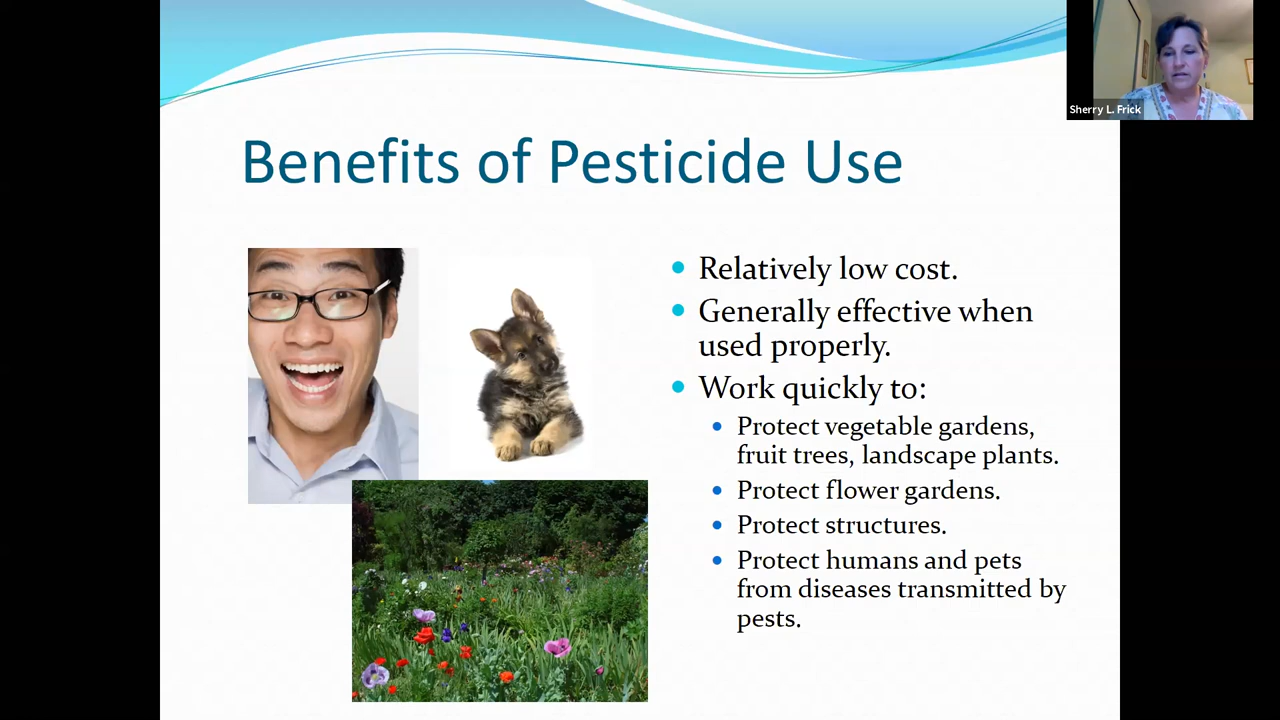 Sherry L. Frick
Benefits of Pesticide Use
Relatively low cost.
Generally effective when
used properly.
Work quickly to:
Protect vegetable gardens,
fruit trees, landscape plants.
Protect flower gardens.
Protect structures.
Protect humans and pets
from diseases transmitted by
pests.